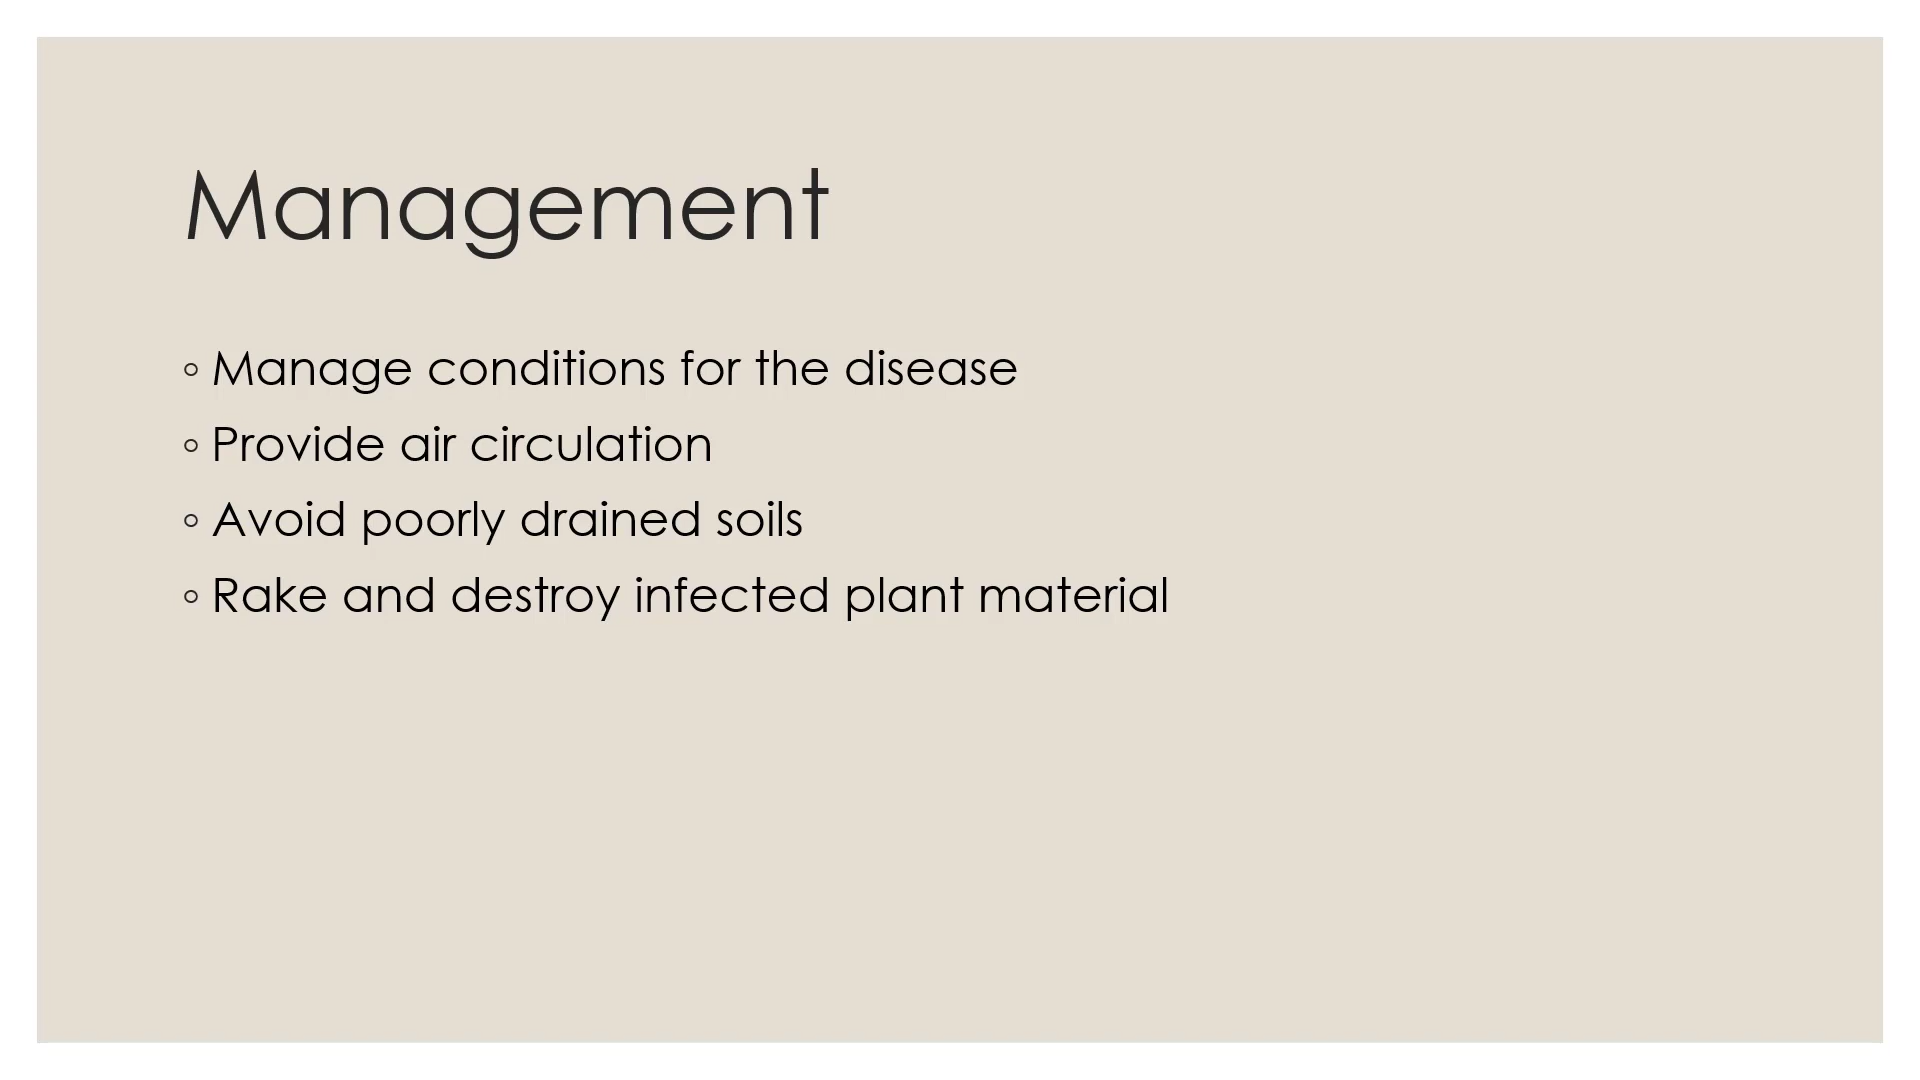 Management
◦ Manage conditions for the disease
◦ Provide air circulation
◦ Avoid poorly drained soils
◦ Rake and destroy infected plant material